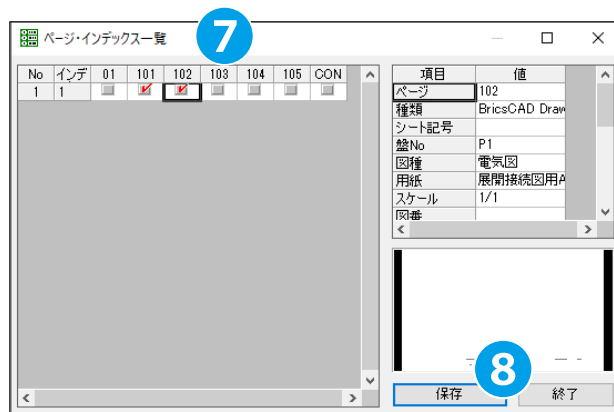 ページ・インデックス一覧
7
No インデ 01 101 102 103 104 105 CON
1 1
項目 値
ページ 102
種類 BricsCAD Draw
シート記号
盤No P1
図種 電気図
用紙 展開接続図用A
スケール 1/1
図番
8
保存 終了